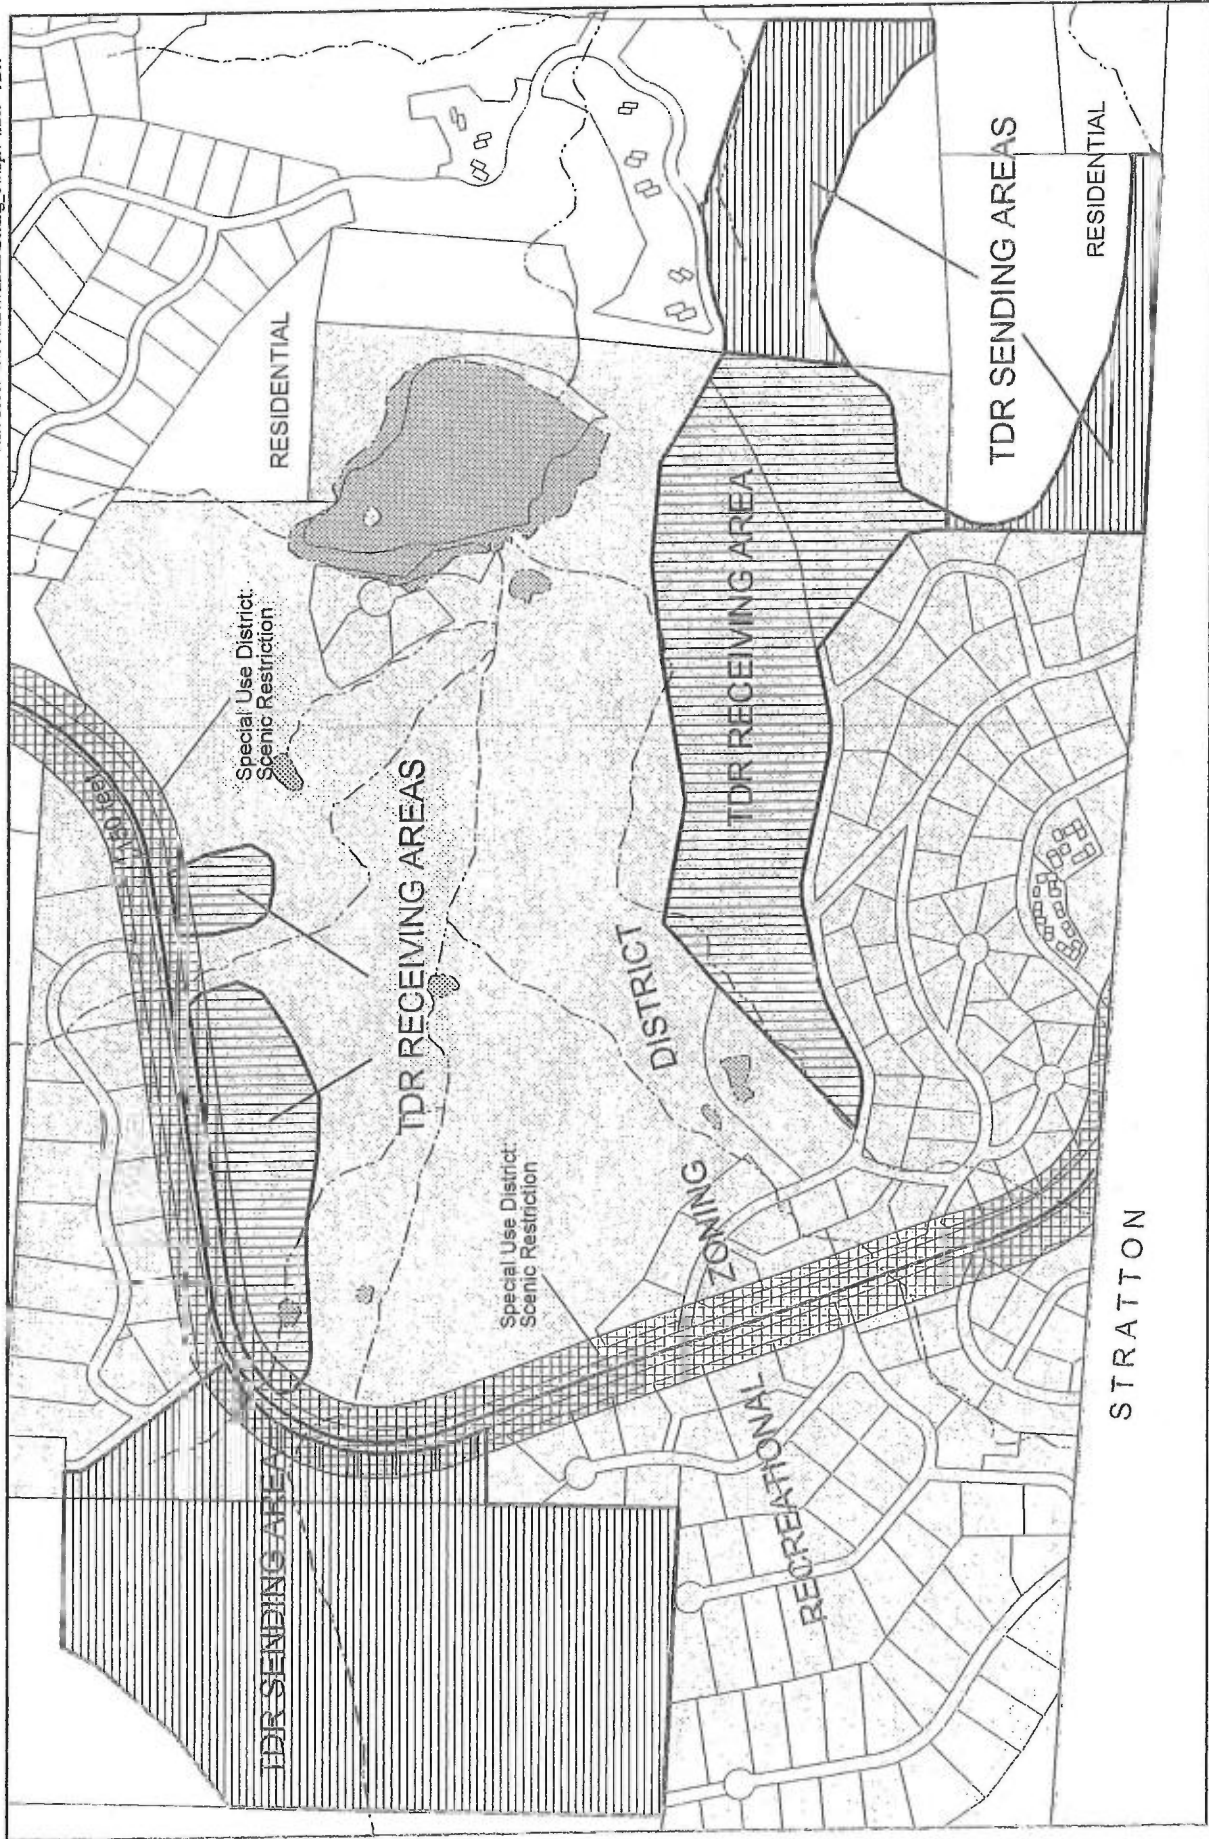 RESIDENTIAL
Special Use District:
Scenic Restriction
TDR RECEIVING AREAS
TDR SENDING AREA
Special Use District:
Scenic Restriction
TDR RECEIVING AREA
RECREATIONAL
ZONING
DISTRICT
TDR SENDING AREAS
RESIDENTIAL
STRATTON